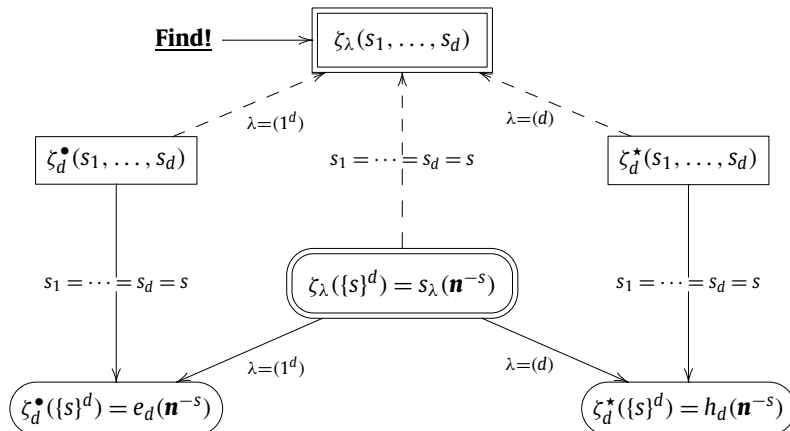 Find!
ζ_λ(s_1, . . . , s_d)
λ=(1^d)
λ=(d)
ζ_d^•(s_1, . . . , s_d)
s_1 = · · · = s_d = s
ζ_d^⋆(s_1, . . . , s_d)
s_1 = · · · = s_d = s
ζ_λ({s}^d) = s_λ(n^{−s})
s_1 = · · · = s_d = s
λ=(1^d)
λ=(d)
ζ_d^•({s}^d) = e_d(n^{−s})
ζ_d^⋆({s}^d) = h_d(n^{−s})